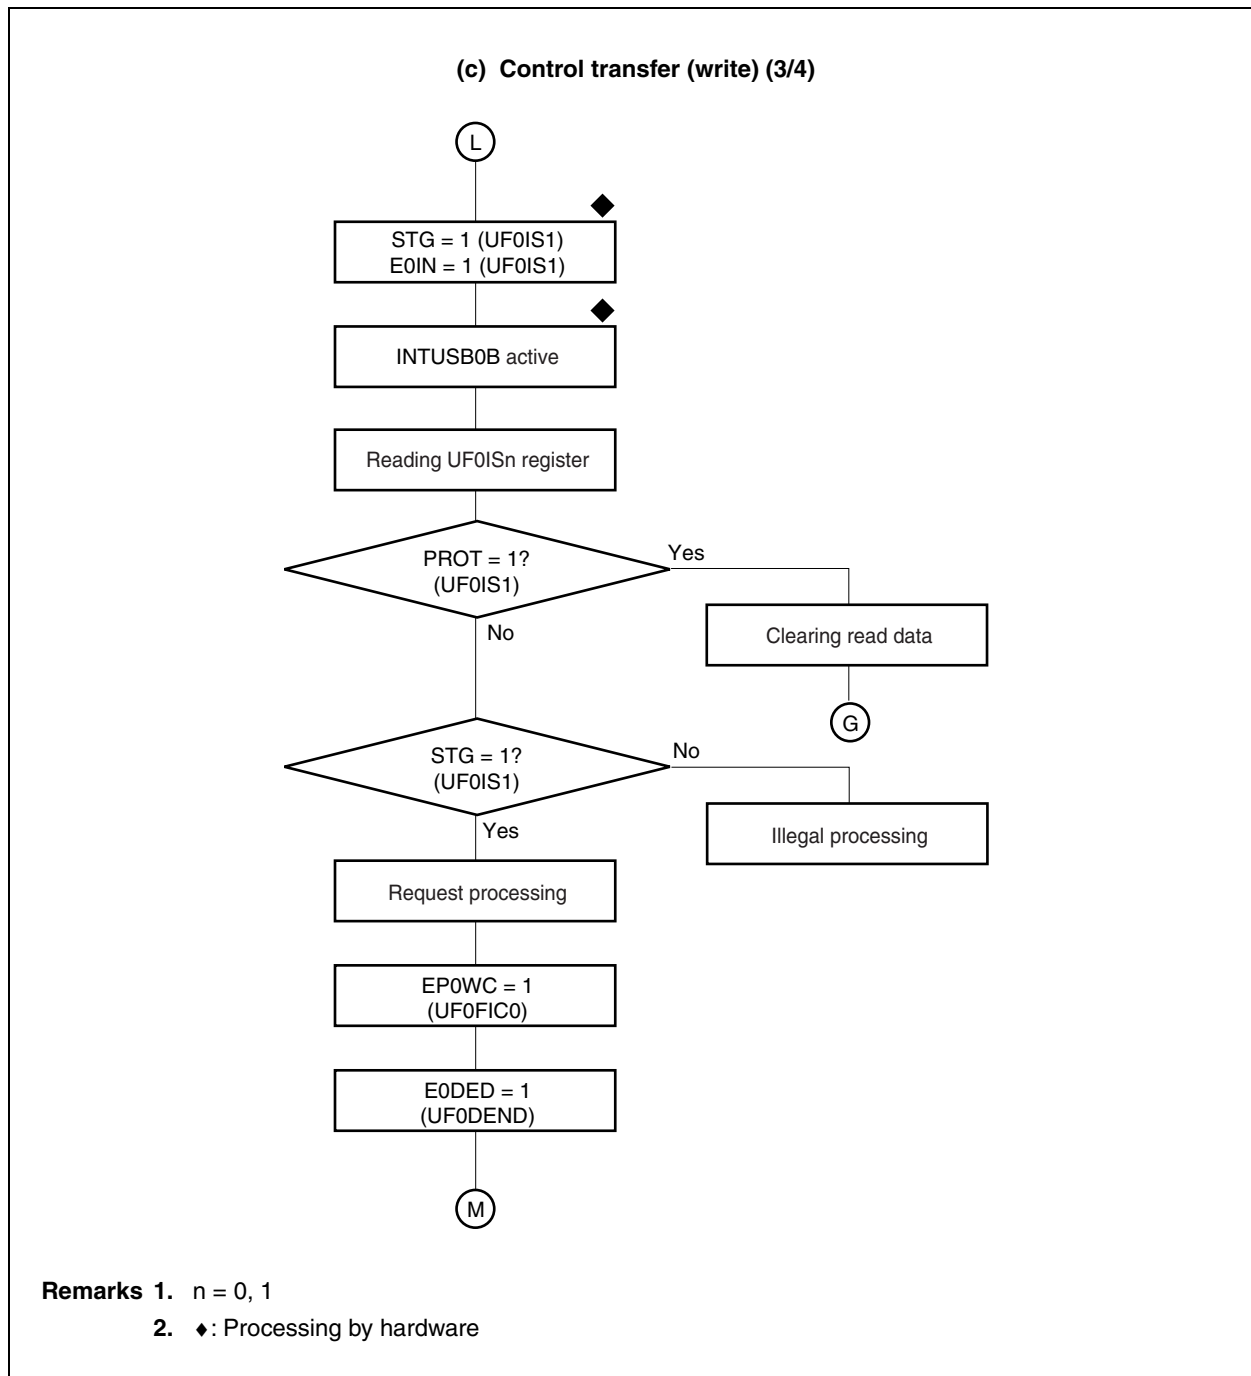 (c) Control transfer (write) (3/4)
L
STG = 1 (UF0IS1)
E0IN = 1 (UF0IS1)
INTUSB0B active
Reading UF0ISn register
PROT = 1?
(UF0IS1)
Yes
No
Clearing read data
G
STG = 1?
(UF0IS1)
No
Yes
Illegal processing
Request processing
EP0WC = 1
(UF0FIC0)
E0DED = 1
(UF0DEND)
M
Remarks 1. n = 0, 1
2. ♦: Processing by hardware